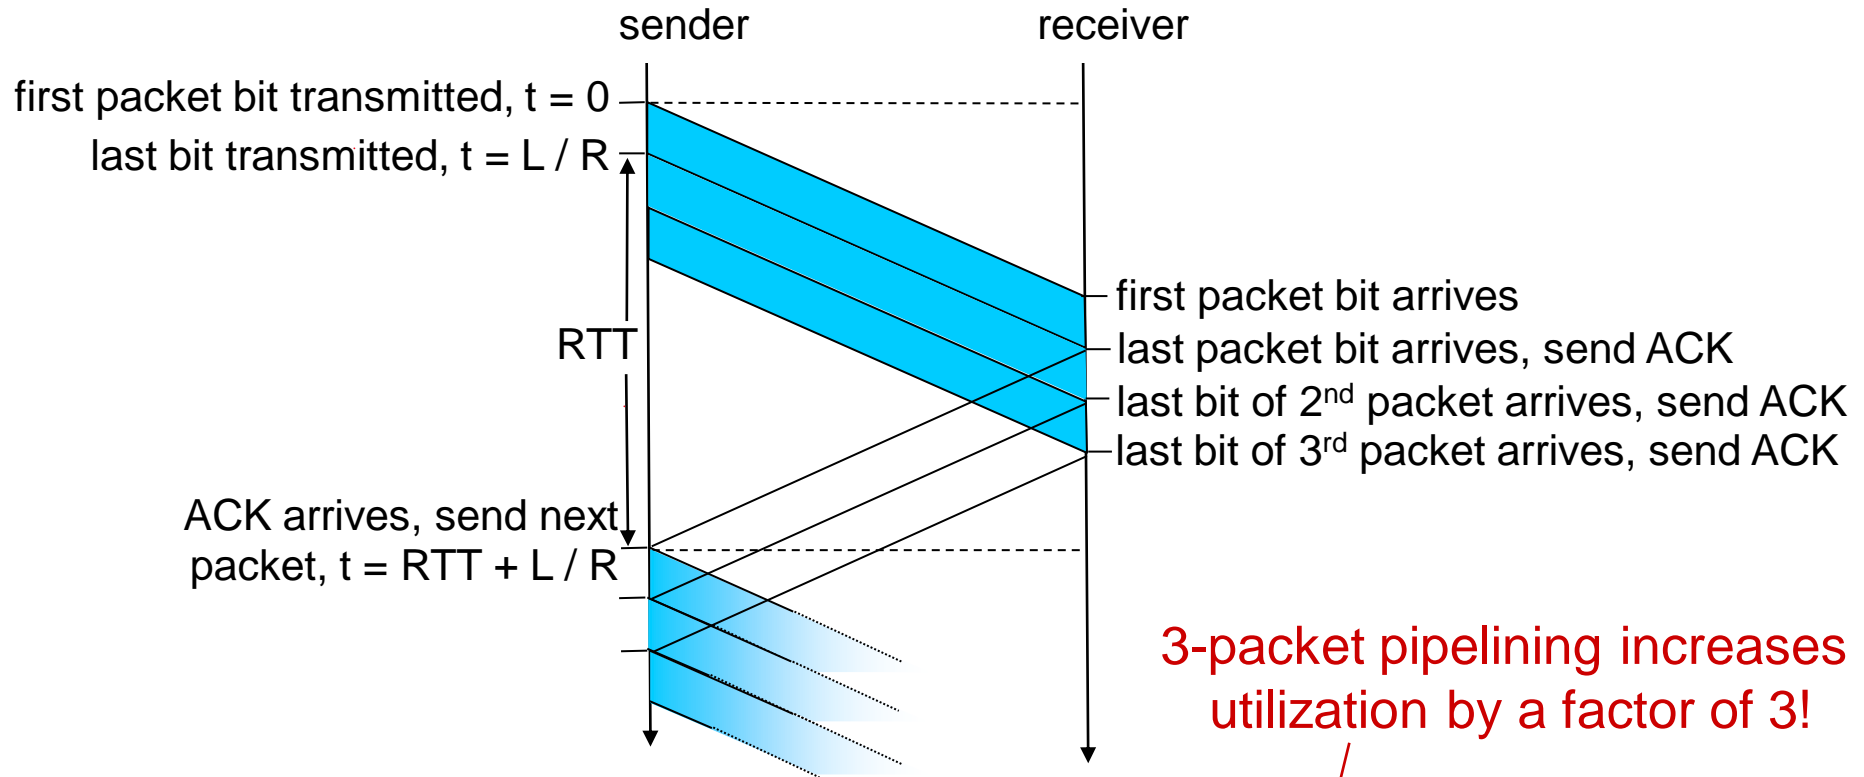 sender
receiver
first packet bit transmitted, t = 0
last bit transmitted, t = L / R
RTT
first packet bit arrives
last packet bit arrives, send ACK
last bit of 2nd packet arrives, send ACK
last bit of 3rd packet arrives, send ACK
ACK arrives, send next
packet, t = RTT + L / R
3-packet pipelining increases
utilization by a factor of 3!